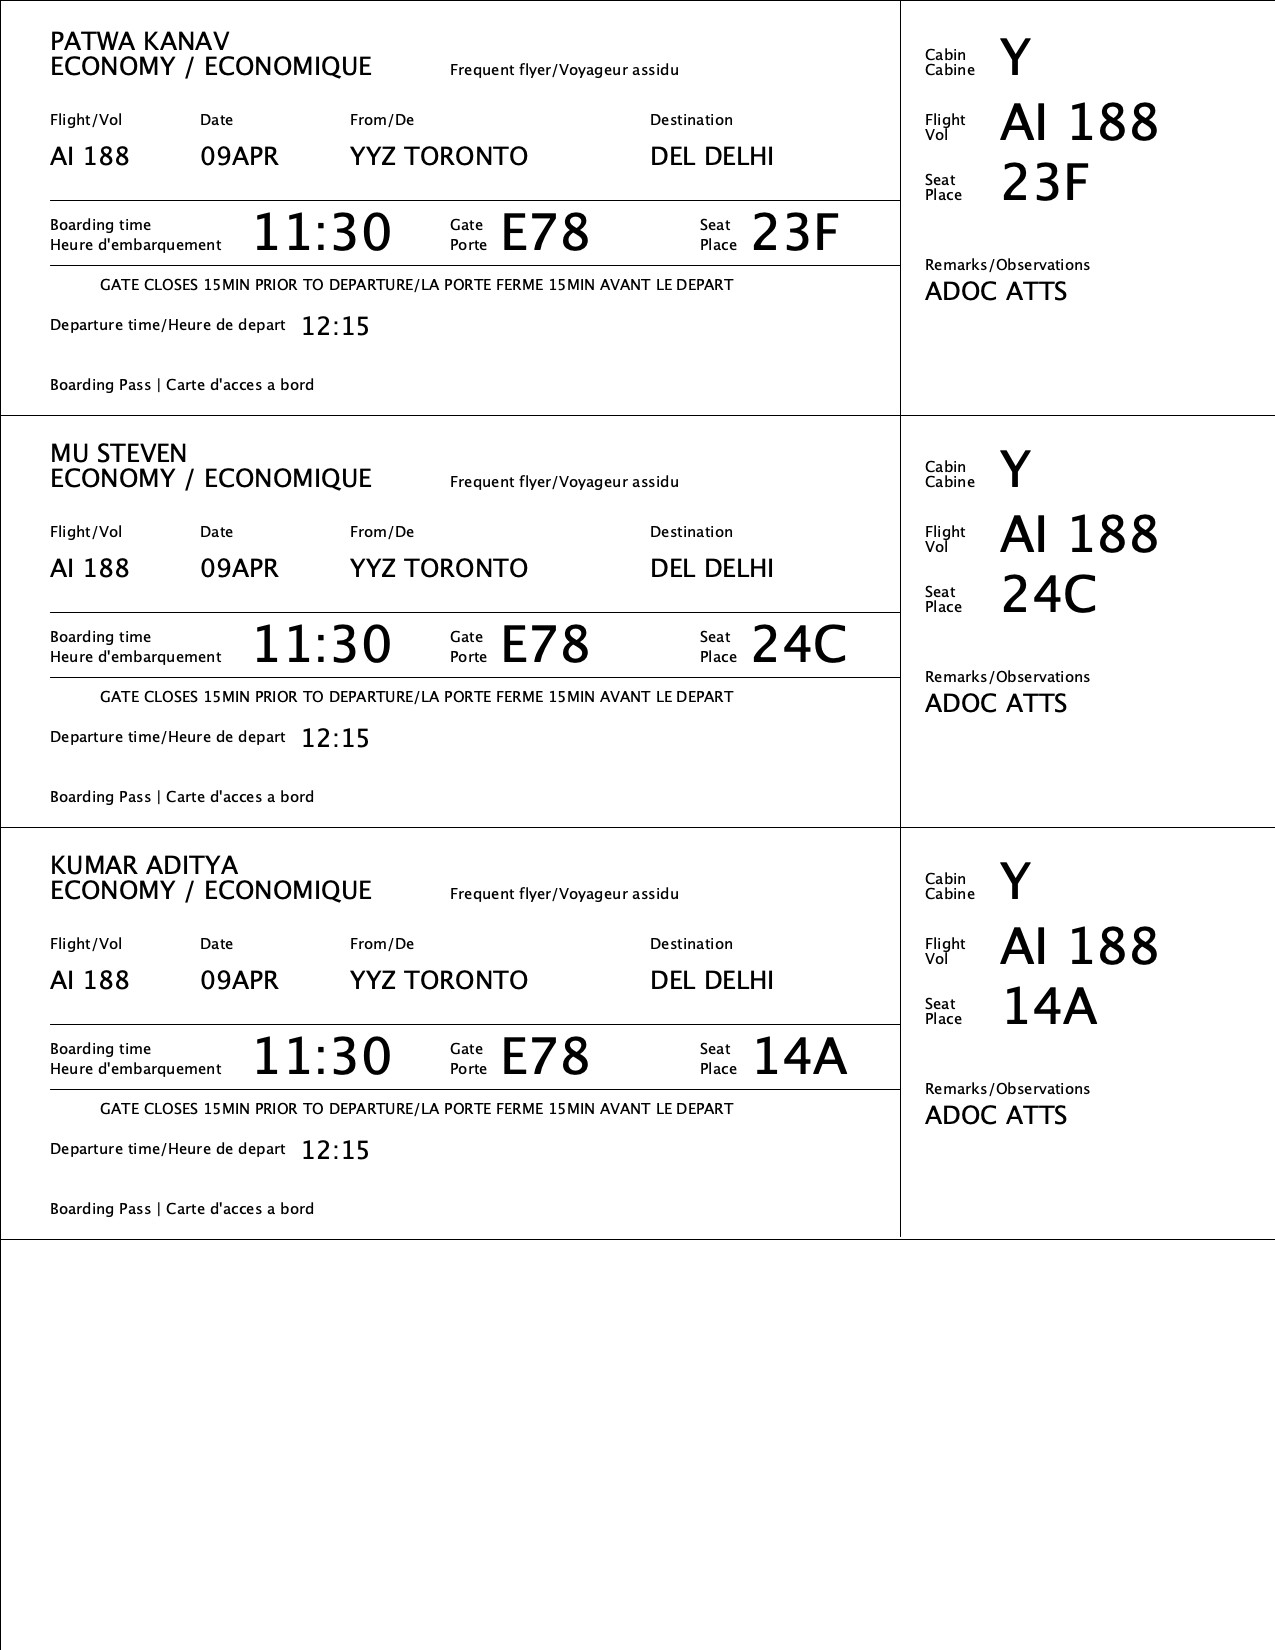 PATWA KANAV
ECONOMY / ECONOMIQUE
Frequent flyer/Voyageur assidu
Flight/Vol Date From/De Destination
AI 188 09APR YYZ TORONTO DEL DELHI
Boarding time
Heure d'embarquement
11:30
Gate
Porte
E78
Seat
Place
23F
GATE CLOSES 15MIN PRIOR TO DEPARTURE/LA PORTE FERME 15MIN AVANT LE DEPART
Departure time/Heure de depart 12:15
Boarding Pass | Carte d'acces a bord
Cabin
Cabine
Y
Flight
Vol
AI 188
Seat
Place
23F
Remarks/Observations
ADOC ATTS
MU STEVEN
ECONOMY / ECONOMIQUE
Frequent flyer/Voyageur assidu
Flight/Vol Date From/De Destination
AI 188 09APR YYZ TORONTO DEL DELHI
Boarding time
Heure d'embarquement
11:30
Gate
Porte
E78
Seat
Place
24C
GATE CLOSES 15MIN PRIOR TO DEPARTURE/LA PORTE FERME 15MIN AVANT LE DEPART
Departure time/Heure de depart 12:15
Boarding Pass | Carte d'acces a bord
Cabin
Cabine
Y
Flight
Vol
AI 188
Seat
Place
24C
Remarks/Observations
ADOC ATTS
KUMAR ADITYA
ECONOMY / ECONOMIQUE
Frequent flyer/Voyageur assidu
Flight/Vol Date From/De Destination
AI 188 09APR YYZ TORONTO DEL DELHI
Boarding time
Heure d'embarquement
11:30
Gate
Porte
E78
Seat
Place
14A
GATE CLOSES 15MIN PRIOR TO DEPARTURE/LA PORTE FERME 15MIN AVANT LE DEPART
Departure time/Heure de depart 12:15
Boarding Pass | Carte d'acces a bord
Cabin
Cabine
Y
Flight
Vol
AI 188
Seat
Place
14A
Remarks/Observations
ADOC ATTS